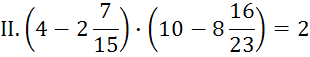 II. (4 − 2 7/15) · (10 − 8 16/23) = 2